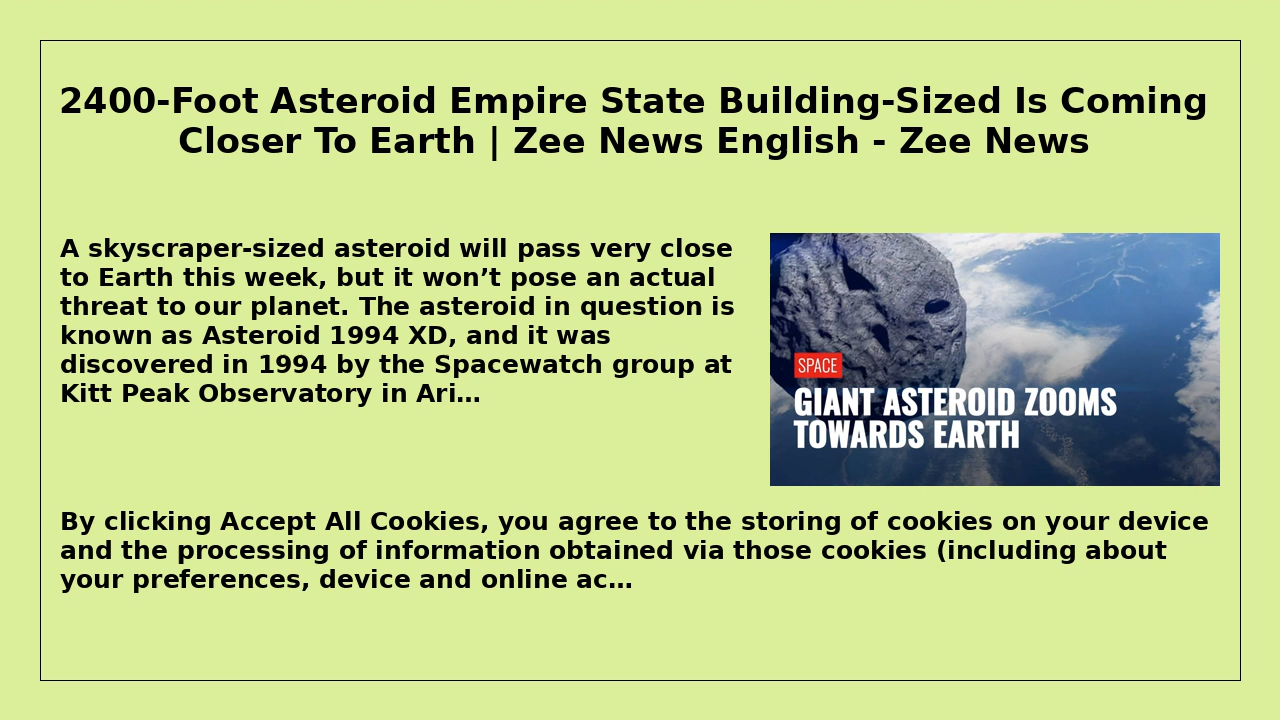 2400-Foot Asteroid Empire State Building-Sized Is Coming
Closer To Earth | Zee News English - Zee News
A skyscraper-sized asteroid will pass very close
to Earth this week, but it won’t pose an actual
threat to our planet. The asteroid in question is
known as Asteroid 1994 XD, and it was
discovered in 1994 by the Spacewatch group at
Kitt Peak Observatory in Ari…
SPACE
GIANT ASTEROID ZOOMS
TOWARDS EARTH
By clicking Accept All Cookies, you agree to the storing of cookies on your device
and the processing of information obtained via those cookies (including about
your preferences, device and online ac…